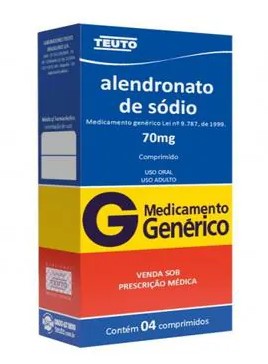 TEUTO
alendronato
de sódio
Medicamento genérico Lei nº 9.787, de 1999.
70mg
Comprimido
USO ORAL
USO ADULTO
G Medicamento
Genérico
VENDA SOB
PRESCRIÇÃO MÉDICA
Contém 04 comprimidos